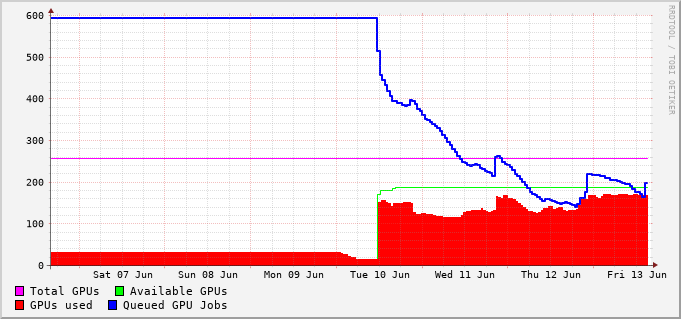 600
500
400
300
200
100
0
Sat 07 Jun Sun 08 Jun Mon 09 Jun Tue 10 Jun Wed 11 Jun Thu 12 Jun Fri 13 Jun
Total GPUs Available GPUs
GPUs used Queued GPU Jobs
RRDTOOL / TOBI OETIKER